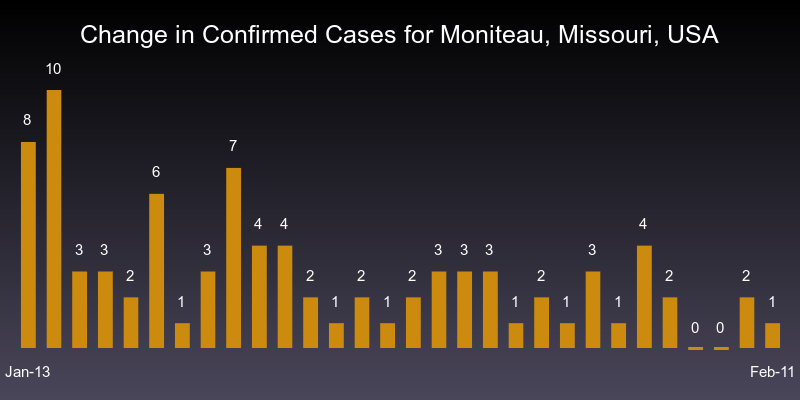 Change in Confirmed Cases for Moniteau, Missouri, USA
8 10 3 3 2 6 1 3 7 4 4 2 1 2 1 2 3 3 3 1 2 1 3 1 4 2 0 0 2 1
Jan-13 Feb-11